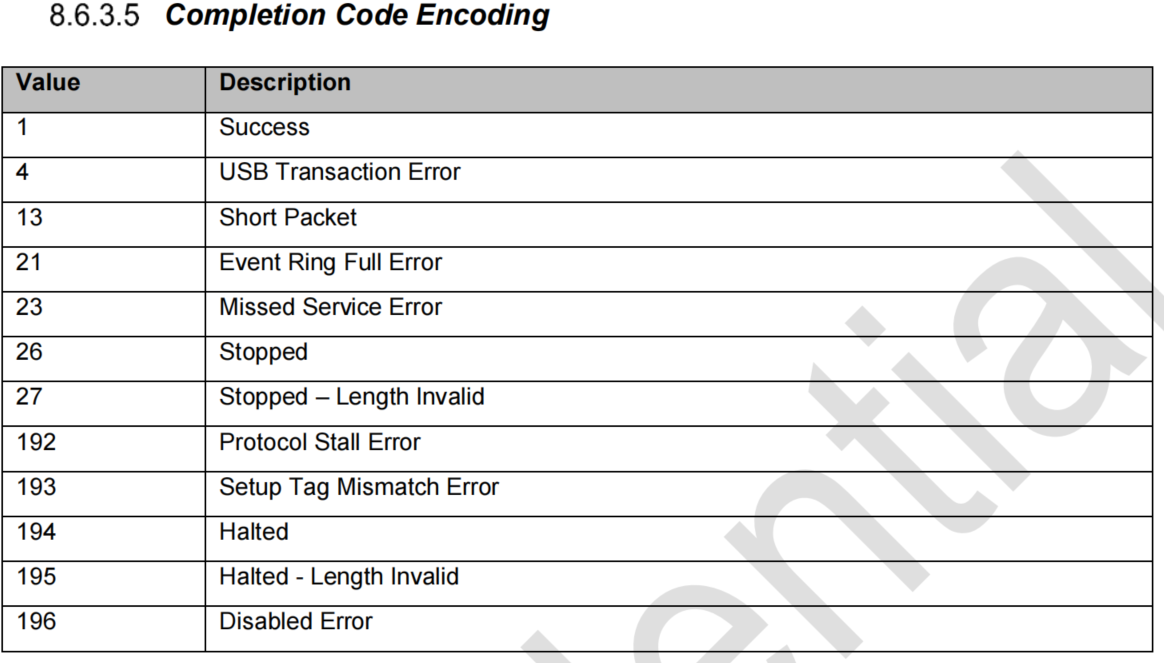 8.6.3.5 Completion Code Encoding
Value Description
1 Success
4 USB Transaction Error
13 Short Packet
21 Event Ring Full Error
23 Missed Service Error
26 Stopped
27 Stopped – Length Invalid
192 Protocol Stall Error
193 Setup Tag Mismatch Error
194 Halted
195 Halted - Length Invalid
196 Disabled Error
dential